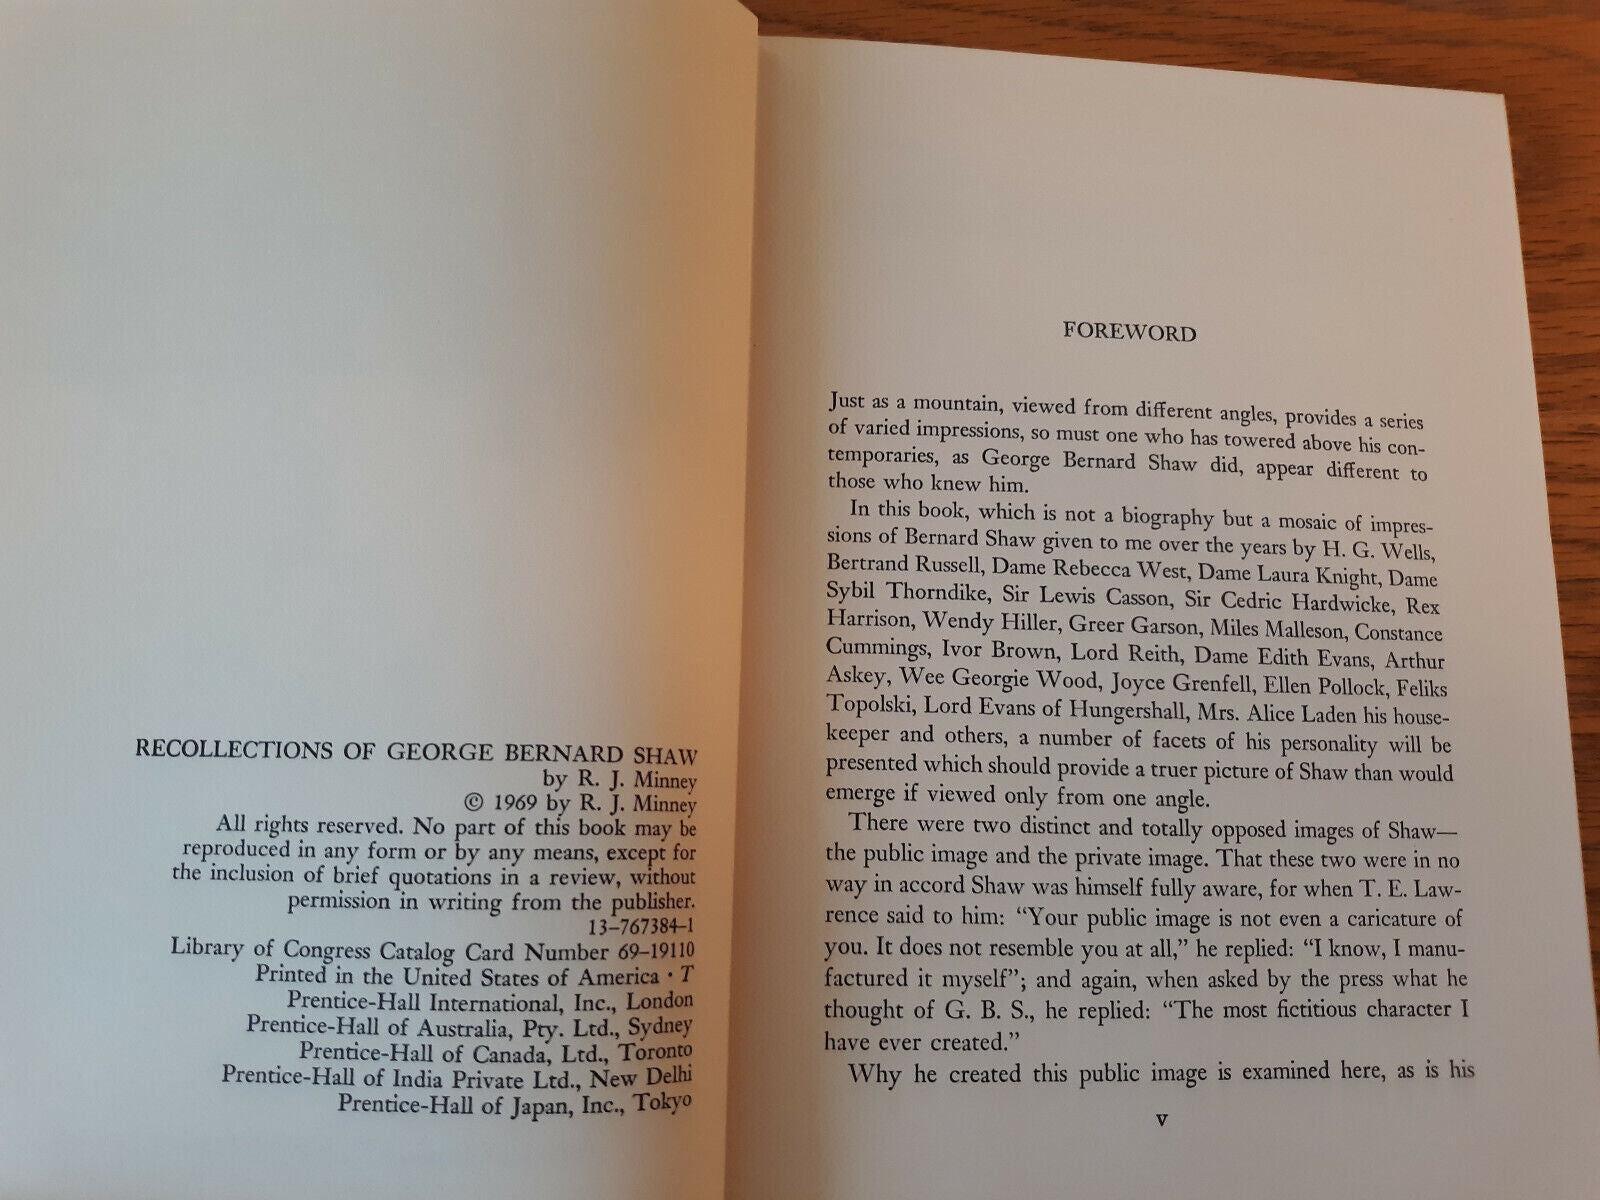 RECOLLECTIONS OF GEORGE BERNARD SHAW
by R. J. Minney
© 1969 by R. J. Minney
All rights reserved. No part of this book may be
reproduced in any form or by any means, except for
the inclusion of brief quotations in a review, without
permission in writing from the publisher.
13–767384–1
Library of Congress Catalog Card Number 69–19110
Printed in the United States of America · T
Prentice-Hall International, Inc., London
Prentice-Hall of Australia, Pty. Ltd., Sydney
Prentice-Hall of Canada, Ltd., Toronto
Prentice-Hall of India Private Ltd., New Delhi
Prentice-Hall of Japan, Inc., Tokyo
FOREWORD
Just as a mountain, viewed from different angles, provides a series
of varied impressions, so must one who has towered above his con-
temporaries, as George Bernard Shaw did, appear different to
those who knew him.
In this book, which is not a biography but a mosaic of impres-
sions of Bernard Shaw given to me over the years by H. G. Wells,
Bertrand Russell, Dame Rebecca West, Dame Laura Knight, Dame
Sybil Thorndike, Sir Lewis Casson, Sir Cedric Hardwicke, Rex
Harrison, Wendy Hiller, Greer Garson, Miles Malleson, Constance
Cummings, Ivor Brown, Lord Reith, Dame Edith Evans, Arthur
Askey, Wee Georgie Wood, Joyce Grenfell, Ellen Pollock, Feliks
Topolski, Lord Evans of Hungershall, Mrs. Alice Laden his house-
keeper and others, a number of facets of his personality will be
presented which should provide a truer picture of Shaw than would
emerge if viewed only from one angle.
There were two distinct and totally opposed images of Shaw—
the public image and the private image. That these two were in no
way in accord Shaw was himself fully aware, for when T. E. Law-
rence said to him: “Your public image is not even a caricature of
you. It does not resemble you at all,” he replied: “I know, I manu-
factured it myself”; and again, when asked by the press what he
thought of G. B. S., he replied: “The most fictitious character I
have ever created.”
Why he created this public image is examined here, as is his
v